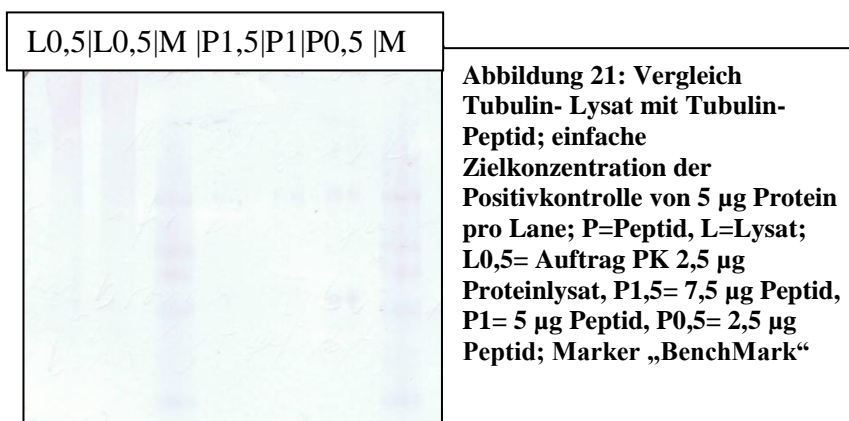 L0,5|L0,5|M |P1,5|P1|P0,5 |M
Abbildung 21: Vergleich
Tubulin- Lysat mit Tubulin-
Peptid; einfache
Zielkonzentration der
Positivkontrolle von 5 µg Protein
pro Lane; P=Peptid, L=Lysat;
L0,5= Auftrag PK 2,5 µg
Proteinlysat, P1,5= 7,5 µg Peptid,
P1= 5 µg Peptid, P0,5= 2,5 µg
Peptid; Marker „BenchMark“